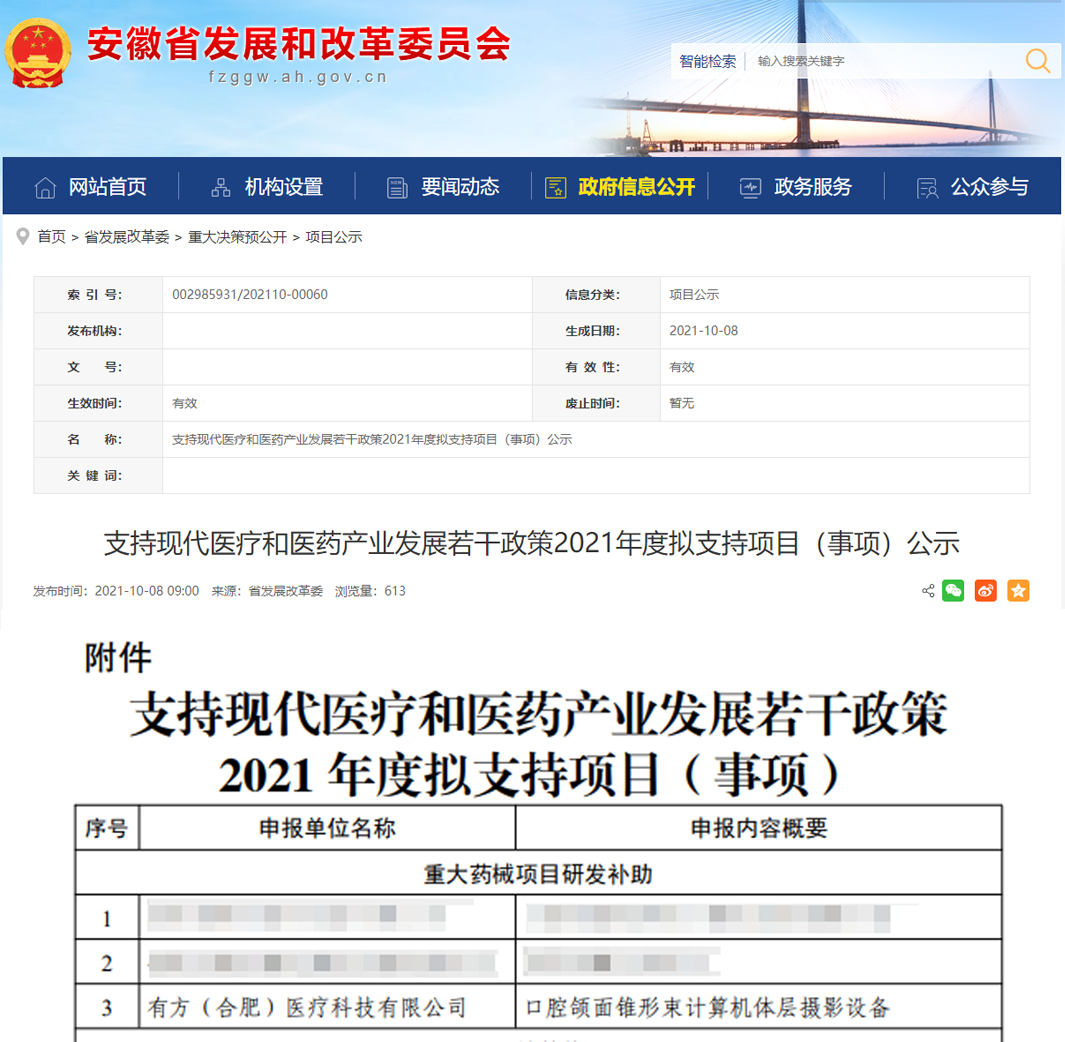 安徽省发展和改革委员会
fzggw.ah.gov.cn
智能检索 输入搜索关键字
网站首页 机构设置 要闻动态 政府信息公开 政务服务 公众参与
首页 > 省发展改革委 > 重大决策预公开 > 项目公示
索 引 号: 002985931/202110-00060 信息分类: 项目公示
发布机构: 生成日期: 2021-10-08
文 号: 有 效 性: 有效
生效时间: 有效 废止时间: 暂无
名 称: 支持现代医疗和医药产业发展若干政策2021年度拟支持项目（事项）公示
关 键 词:
支持现代医疗和医药产业发展若干政策2021年度拟支持项目（事项）公示
发布时间：2021-10-08 09:00 来源：省发展改革委 浏览量：613
附件
支持现代医疗和医药产业发展若干政策
2021 年度拟支持项目（事项）
序号 申报单位名称 申报内容概要
重大药械项目研发补助
1
2
3 有方（合肥）医疗科技有限公司 口腔颌面锥形束计算机体层摄影设备